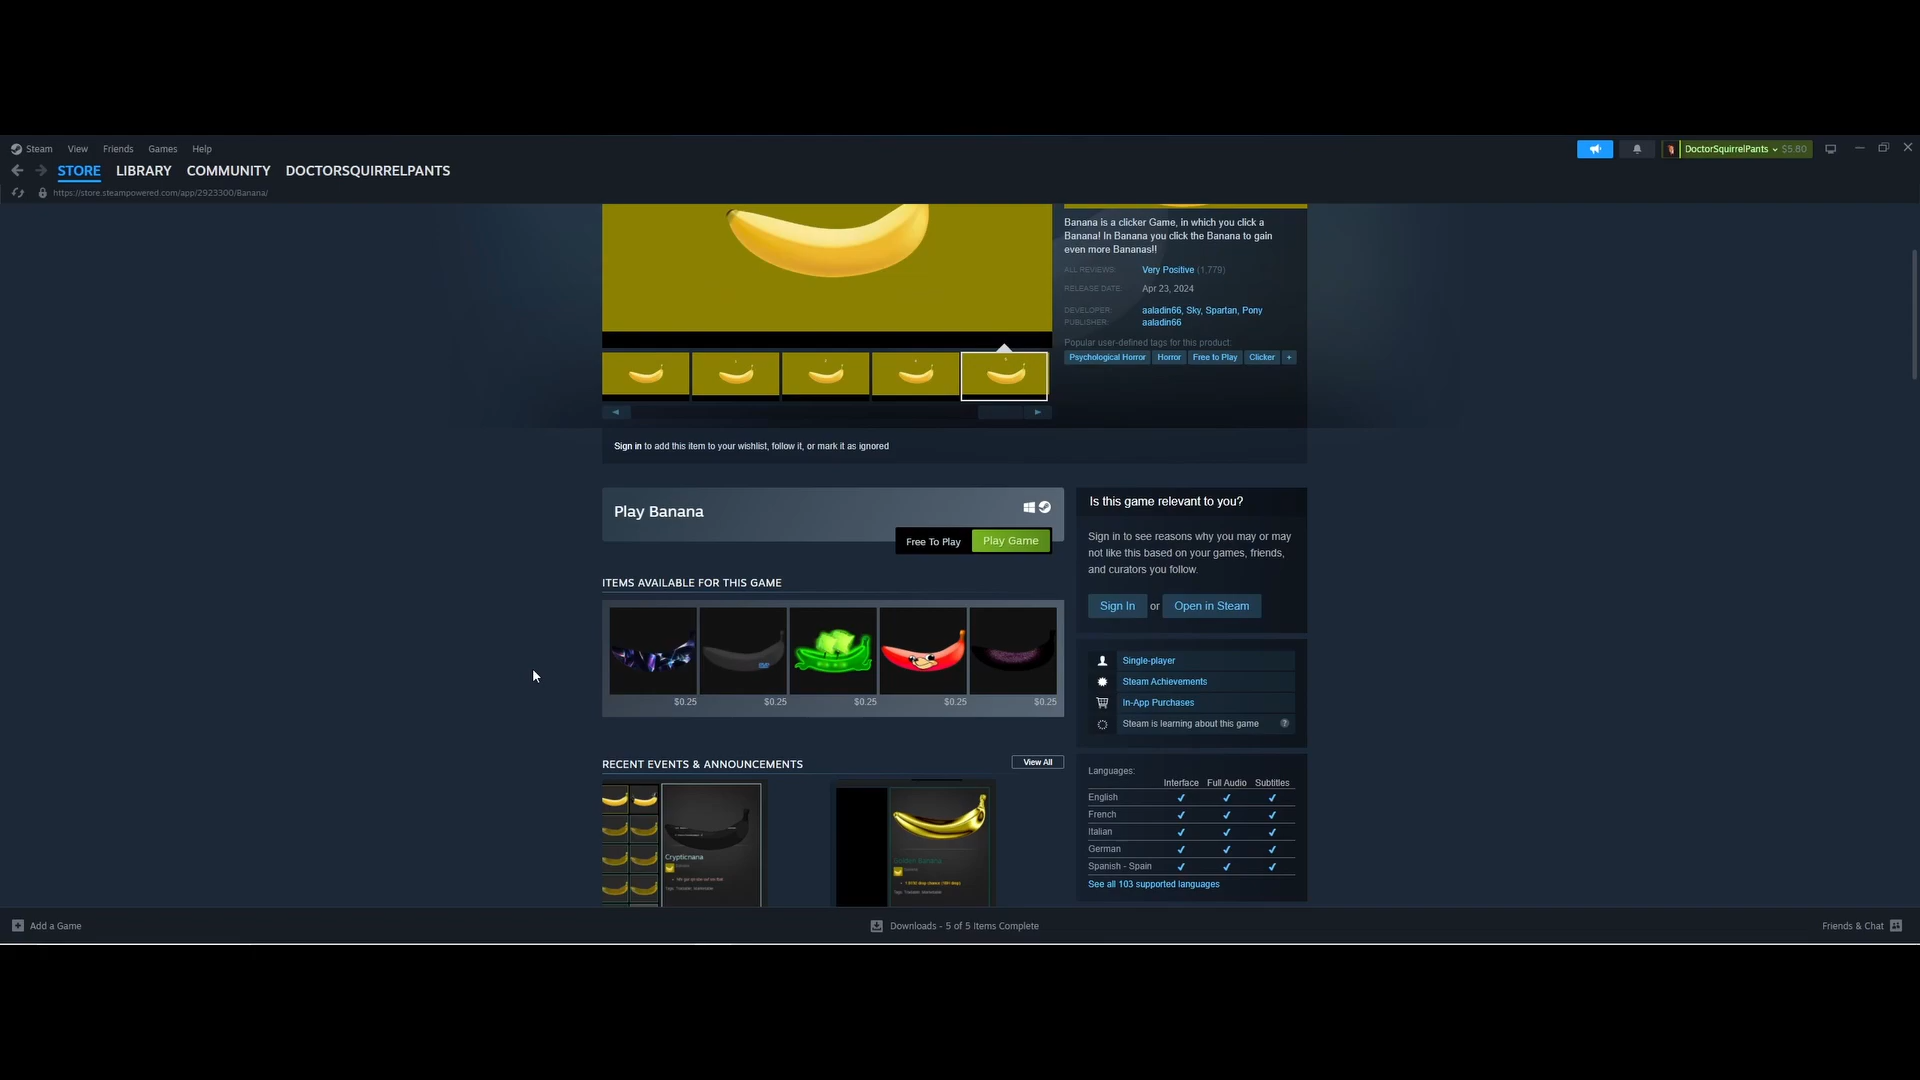 Steam View Friends Games Help
DoctorSquirrelPants $5.80
STORE LIBRARY COMMUNITY DOCTORSQUIRRELPANTS
https://store.steampowered.com/app/2923300/Banana/
Banana is a clicker Game, in which you click a
Banana! In Banana you click the Banana to gain
even more Bananas!!
ALL REVIEWS: Very Positive (1,779)
RELEASE DATE: Apr 23, 2024
DEVELOPER: aaladin66, Sky, Spartan, Pony
PUBLISHER: aaladin66
Popular user-defined tags for this product:
Psychological Horror Horror Free to Play Clicker +
Sign in to add this item to your wishlist, follow it, or mark it as ignored
Play Banana
Free To Play Play Game
Is this game relevant to you?
Sign in to see reasons why you may or may
not like this based on your games, friends,
and curators you follow.
Sign In or Open in Steam
ITEMS AVAILABLE FOR THIS GAME
$0.25 $0.25 $0.25 $0.25 $0.25
Single-player
Steam Achievements
In-App Purchases
Steam is learning about this game ?
RECENT EVENTS & ANNOUNCEMENTS View All
Crypticnana
Golden Banana
Languages:
Interface Full Audio Subtitles
English ✔ ✔ ✔
French ✔ ✔ ✔
Italian ✔ ✔ ✔
German ✔ ✔ ✔
Spanish - Spain ✔ ✔ ✔
See all 103 supported languages
Add a Game
Downloads - 5 of 5 Items Complete
Friends & Chat